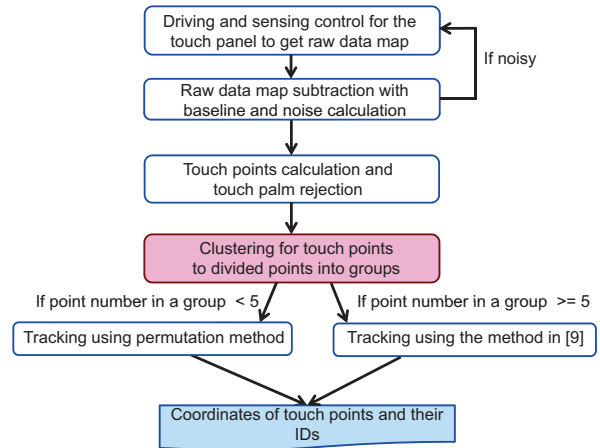 Driving and sensing control for the
touch panel to get raw data map
If noisy
Raw data map subtraction with
baseline and noise calculation
Touch points calculation and
touch palm rejection
Clustering for touch points
to divided points into groups
If point number in a group < 5
If point number in a group >= 5
Tracking using permutation method
Tracking using the method in [9]
Coordinates of touch points and their
IDs